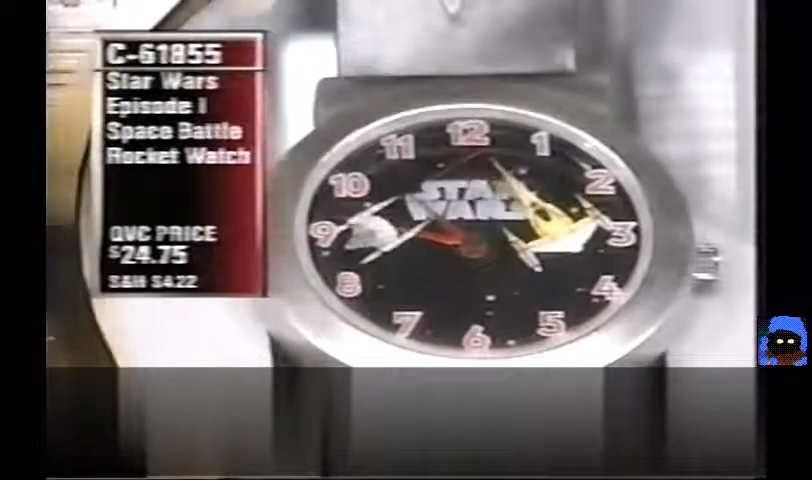 C-61855
Star Wars
Episode I
Space Battle
Rocket Watch
QVC PRICE
$24.75
S&H $4.22
12
11
1
10
2
STAR
WARS
9
3
8
4
7
5
6